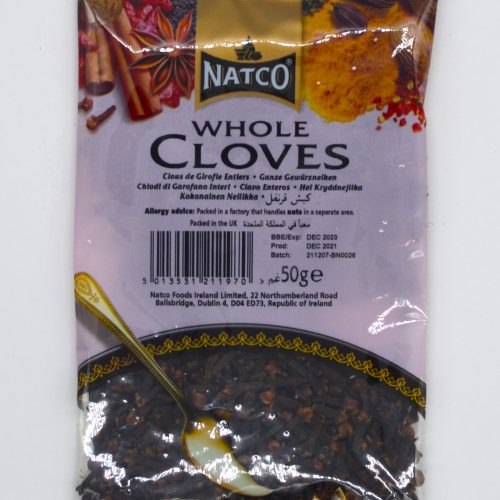 NATCO®
WHOLE
CLOVES
Clous de Girofle Entiers • Ganze Gewürznelken
Chiodi di Garofano Interi • Clavo Enteros • Hel Kryddnejlika
Kokonainen Neilikka • كبش قرنفل
Allergy advice: Packed in a factory that handles nuts in a separate area.
Packed in the UK معبأ في المملكة المتحدة
BBE/Exp: DEC 2023
Prod: DEC 2021
Batch: 211207-BN0026
5 013531 211970 >
50g e غم
Natco Foods Ireland Limited, 22 Northumberland Road
Ballsbridge, Dublin 4, D04 ED73, Republic of Ireland